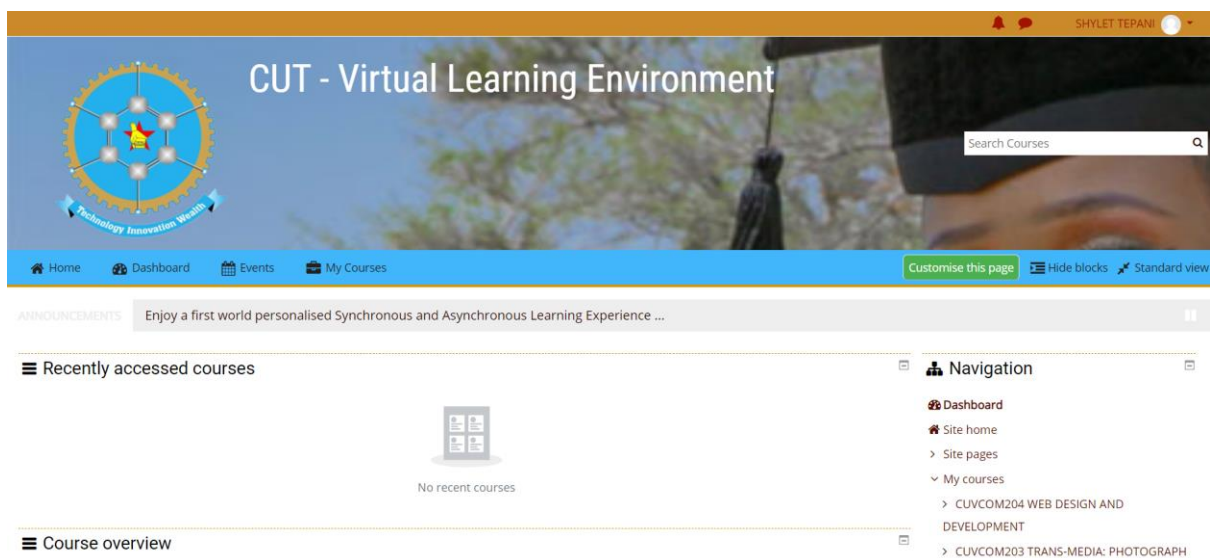 SHYLET TEPANI
CUT - Virtual Learning Environment
Technology Innovation Wealth
Search Courses
Home Dashboard Events My Courses Customise this page Hide blocks Standard view
ANNOUNCEMENTS Enjoy a first world personalised Synchronous and Asynchronous Learning Experience ...
Recently accessed courses
No recent courses
Course overview
Navigation
Dashboard
Site home
Site pages
My courses
CUVCOM204 WEB DESIGN AND
DEVELOPMENT
CUVCOM203 TRANS-MEDIA: PHOTOGRAPH